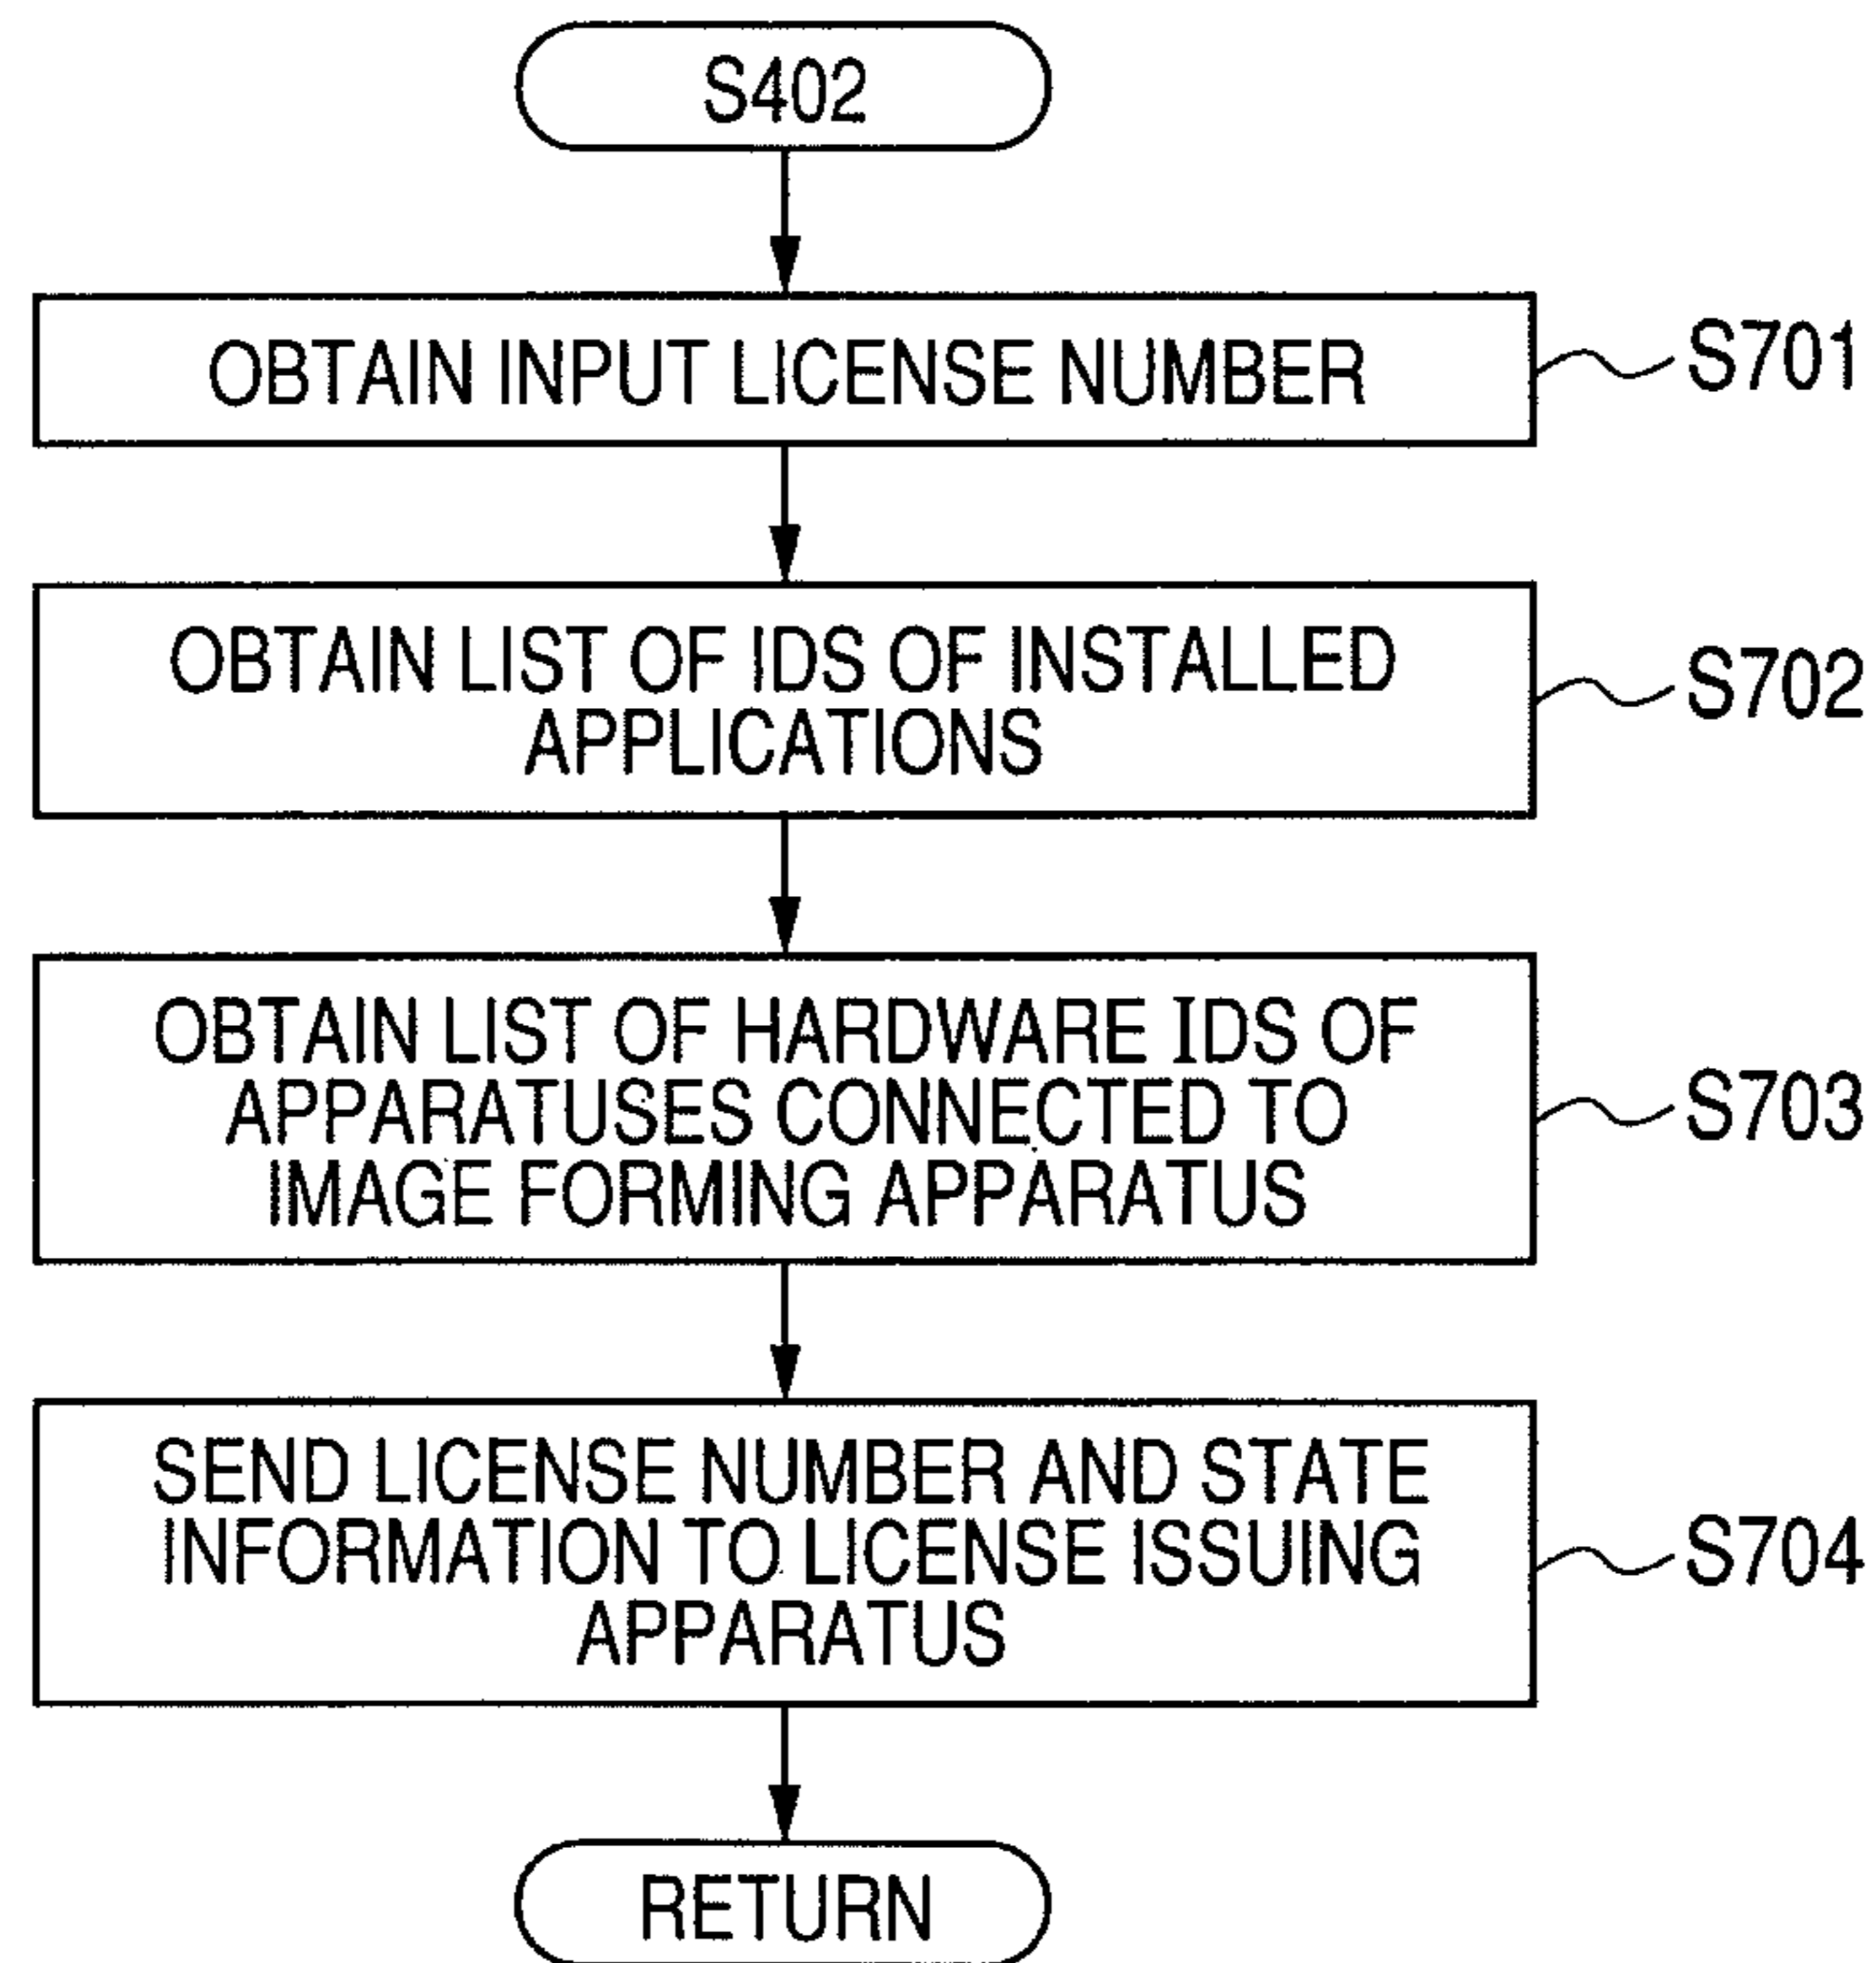 S402
OBTAIN INPUT LICENSE NUMBER
S701
OBTAIN LIST OF IDS OF INSTALLED
APPLICATIONS
S702
OBTAIN LIST OF HARDWARE IDS OF
APPARATUSES CONNECTED TO
IMAGE FORMING APPARATUS
S703
SEND LICENSE NUMBER AND STATE
INFORMATION TO LICENSE ISSUING
APPARATUS
S704
RETURN